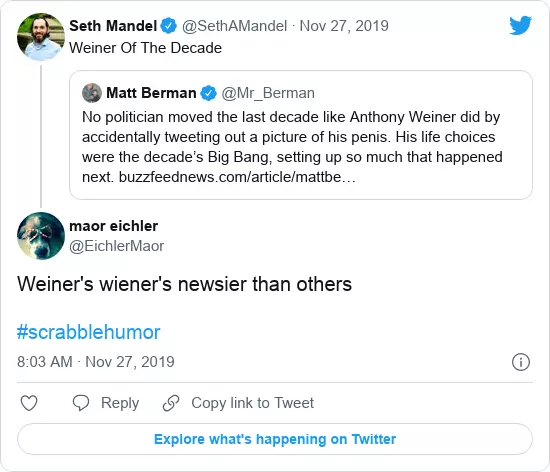 Seth Mandel @SethAMandel · Nov 27, 2019
Weiner Of The Decade
Matt Berman @Mr_Berman
No politician moved the last decade like Anthony Weiner did by
accidentally tweeting out a picture of his penis. His life choices
were the decade’s Big Bang, setting up so much that happened
next. buzzfeednews.com/article/mattbe…
maor eichler
@EichlerMaor
Weiner's wiener's newsier than others
#scrabblehumor
8:03 AM · Nov 27, 2019
Reply
Copy link to Tweet
Explore what's happening on Twitter